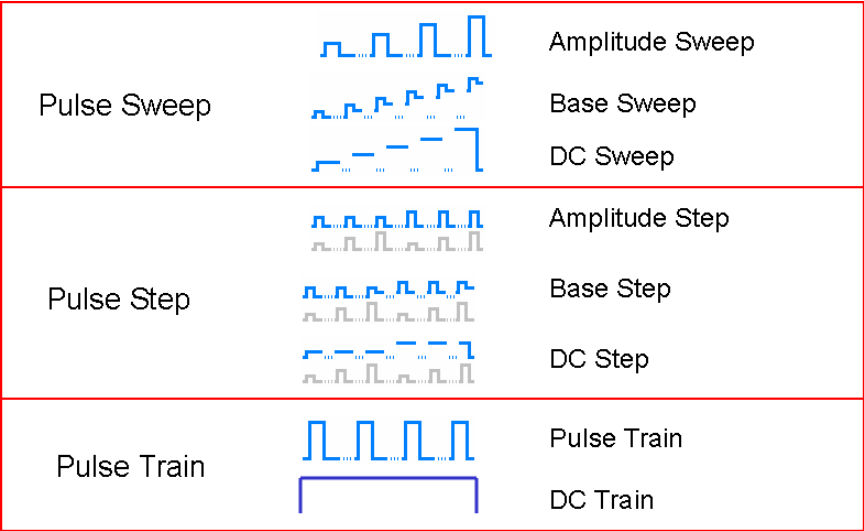 Pulse Sweep
Amplitude Sweep
Base Sweep
DC Sweep
Pulse Step
Amplitude Step
Base Step
DC Step
Pulse Train
Pulse Train
DC Train